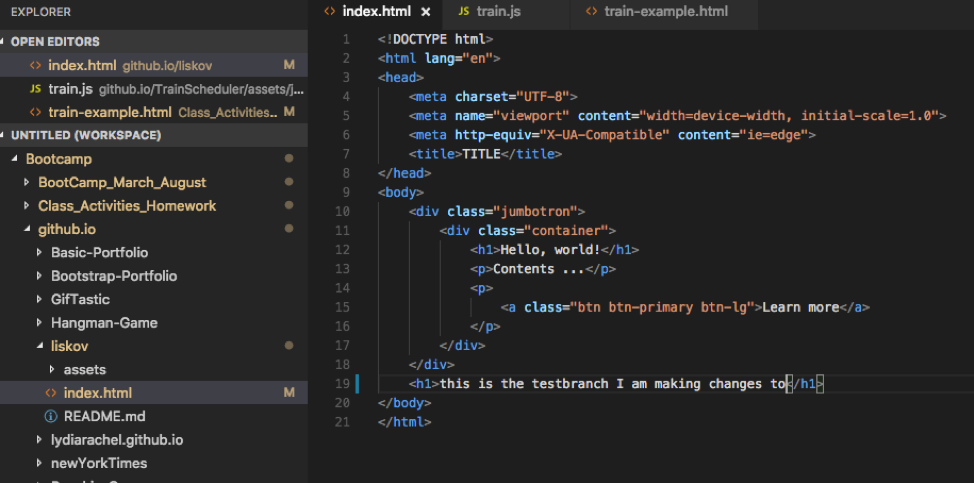 EXPLORER
OPEN EDITORS
index.html github.io/liskov M
JS train.js github.io/TrainScheduler/assets/j...
train-example.html Class_Activities... M
UNTITLED (WORKSPACE)
Bootcamp
BootCamp_March_August
Class_Activities_Homework
github.io
Basic-Portfolio
Bootstrap-Portfolio
GifTastic
Hangman-Game
liskov
assets
index.html M
README.md
lydiarachel.github.io
newYorkTimes
index.html × JS train.js train-example.html
1 <!DOCTYPE html>
2 <html lang="en">
3 <head>
4 <meta charset="UTF-8">
5 <meta name="viewport" content="width=device-width, initial-scale=1.0">
6 <meta http-equiv="X-UA-Compatible" content="ie=edge">
7 <title>TITLE</title>
8 </head>
9 <body>
10 <div class="jumbotron">
11 <div class="container">
12 <h1>Hello, world!</h1>
13 <p>Contents ...</p>
14 <p>
15 <a class="btn btn-primary btn-lg">Learn more</a>
16 </p>
17 </div>
18 </div>
19 <h1>this is the testbranch I am making changes to</h1>
20 </body>
21 </html>